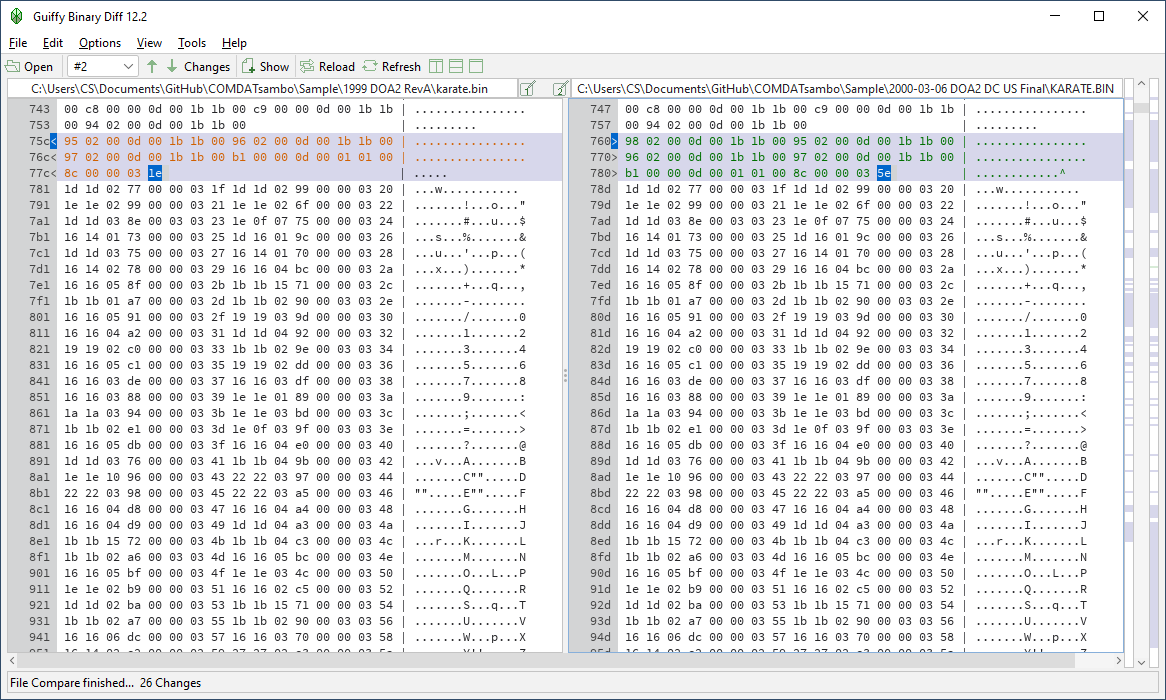 Guiffy Binary Diff 12.2
File Edit Options View Tools Help
Open #2 Changes Show Reload Refresh
C:\Users\CS\Documents\GitHub\COMDATsambo\Sample\1999 DOA2 RevA\karate.bin
743 00 c8 00 00 0d 00 1b 1b 00 c9 00 00 0d 00 1b 1b | ................
753 00 94 02 00 0d 00 1b 1b 00 | .........
75c< 95 02 00 0d 00 1b 1b 00 96 02 00 0d 00 1b 1b 00 | ................
76c< 97 02 00 0d 00 1b 1b 00 b1 00 00 0d 00 01 01 00 | ................
77c< 8c 00 00 03 1e | .....
781 1d 1d 02 77 00 00 03 1f 1d 1d 02 99 00 00 03 20 | ...w...........
791 1e 1e 02 99 00 00 03 21 1e 1e 02 6f 00 00 03 22 | .......!...o..."
7a1 1d 1d 03 8e 00 03 03 23 1e 0f 07 75 00 00 03 24 | .......#...u...$
7b1 16 14 01 73 00 00 03 25 1d 16 01 9c 00 00 03 26 | ...s...%.......&
7c1 1d 1d 03 75 00 00 03 27 16 14 01 70 00 00 03 28 | ...u...'...p...(
7d1 16 14 02 78 00 00 03 29 16 16 04 bc 00 00 03 2a | ...x...).......*
7e1 16 16 05 8f 00 00 03 2b 1b 1b 15 71 00 00 03 2c | .......+...q...,
7f1 1b 1b 01 a7 00 00 03 2d 1b 1b 02 90 00 03 03 2e | .......-........
801 16 16 05 91 00 00 03 2f 19 19 03 9d 00 00 03 30 | ......./.......0
811 16 16 04 a2 00 00 03 31 1d 1d 04 92 00 00 03 32 | .......1.......2
821 19 19 02 c0 00 00 03 33 1b 1b 02 9e 00 03 03 34 | .......3.......4
831 16 16 05 c1 00 00 03 35 19 19 02 dd 00 00 03 36 | .......5.......6
841 16 16 03 de 00 00 03 37 16 16 03 df 00 00 03 38 | .......7.......8
851 16 16 03 88 00 00 03 39 1e 1e 01 89 00 00 03 3a | .......9.......:
861 1a 1a 03 94 00 00 03 3b 1e 1e 03 bd 00 00 03 3c | .......;.......<
871 1b 1b 02 e1 00 00 03 3d 1e 0f 03 9f 00 03 03 3e | .......=.......>
881 16 16 05 db 00 00 03 3f 16 16 04 e0 00 00 03 40 | .......?.......@
891 1d 1d 03 76 00 00 03 41 1b 1b 04 9b 00 00 03 42 | ...v...A.......B
8a1 1e 1e 10 96 00 00 03 43 22 22 03 97 00 00 03 44 | .......C"".....D
8b1 22 22 03 98 00 00 03 45 22 22 03 a5 00 00 03 46 | "".....E"".....F
8c1 16 16 04 d8 00 00 03 47 16 16 04 a4 00 00 03 48 | .......G.......H
8d1 16 16 04 d9 00 00 03 49 1d 1d 04 a3 00 00 03 4a | .......I.......J
8e1 1b 1b 15 72 00 00 03 4b 1b 1b 04 c3 00 00 03 4c | ...r...K.......L
8f1 1b 1b 02 a6 00 03 03 4d 16 16 05 bc 00 00 03 4e | .......M.......N
901 16 16 05 bf 00 00 03 4f 1e 1e 03 4c 00 00 03 50 | .......O...L...P
911 1e 1e 02 b9 00 00 03 51 16 16 02 c5 00 00 03 52 | .......Q.......R
921 1d 1d 02 ba 00 00 03 53 1b 1b 15 71 00 00 03 54 | .......S...q...T
931 1b 1b 02 a7 00 00 03 55 1b 1b 02 90 00 03 03 56 | .......U.......V
941 16 16 06 dc 00 00 03 57 16 16 03 70 00 00 03 58 | .......W...p...X
C:\Users\CS\Documents\GitHub\COMDATsambo\Sample\2000-03-06 DOA2 DC US Final\KARATE.BIN
747 00 c8 00 00 0d 00 1b 1b 00 c9 00 00 0d 00 1b 1b | ................
757 00 94 02 00 0d 00 1b 1b 00 | .........
760> 98 02 00 0d 00 1b 1b 00 95 02 00 0d 00 1b 1b 00 | ................
770> 96 02 00 0d 00 1b 1b 00 97 02 00 0d 00 1b 1b 00 | ................
780> b1 00 00 0d 00 01 01 00 8c 00 00 03 5e | ............^
78d 1d 1d 02 77 00 00 03 1f 1d 1d 02 99 00 00 03 20 | ...w...........
79d 1e 1e 02 99 00 00 03 21 1e 1e 02 6f 00 00 03 22 | .......!...o..."
7ad 1d 1d 03 8e 00 03 03 23 1e 0f 07 75 00 00 03 24 | .......#...u...$
7bd 16 14 01 73 00 00 03 25 1d 16 01 9c 00 00 03 26 | ...s...%.......&
7cd 1d 1d 03 75 00 00 03 27 16 14 01 70 00 00 03 28 | ...u...'...p...(
7dd 16 14 02 78 00 00 03 29 16 16 04 bc 00 00 03 2a | ...x...).......*
7ed 16 16 05 8f 00 00 03 2b 1b 1b 15 71 00 00 03 2c | .......+...q...,
7fd 1b 1b 01 a7 00 00 03 2d 1b 1b 02 90 00 03 03 2e | .......-........
80d 16 16 05 91 00 00 03 2f 19 19 03 9d 00 00 03 30 | ......./.......0
81d 16 16 04 a2 00 00 03 31 1d 1d 04 92 00 00 03 32 | .......1.......2
82d 19 19 02 c0 00 00 03 33 1b 1b 02 9e 00 03 03 34 | .......3.......4
83d 16 16 05 c1 00 00 03 35 19 19 02 dd 00 00 03 36 | .......5.......6
84d 16 16 03 de 00 00 03 37 16 16 03 df 00 00 03 38 | .......7.......8
85d 16 16 03 88 00 00 03 39 1e 1e 01 89 00 00 03 3a | .......9.......:
86d 1a 1a 03 94 00 00 03 3b 1e 1e 03 bd 00 00 03 3c | .......;.......<
87d 1b 1b 02 e1 00 00 03 3d 1e 0f 03 9f 00 03 03 3e | .......=.......>
88d 16 16 05 db 00 00 03 3f 16 16 04 e0 00 00 03 40 | .......?.......@
89d 1d 1d 03 76 00 00 03 41 1b 1b 04 9b 00 00 03 42 | ...v...A.......B
8ad 1e 1e 10 96 00 00 03 43 22 22 03 97 00 00 03 44 | .......C"".....D
8bd 22 22 03 98 00 00 03 45 22 22 03 a5 00 00 03 46 | "".....E"".....F
8cd 16 16 04 d8 00 00 03 47 16 16 04 a4 00 00 03 48 | .......G.......H
8dd 16 16 04 d9 00 00 03 49 1d 1d 04 a3 00 00 03 4a | .......I.......J
8ed 1b 1b 15 72 00 00 03 4b 1b 1b 04 c3 00 00 03 4c | ...r...K.......L
8fd 1b 1b 02 a6 00 03 03 4d 16 16 05 bc 00 00 03 4e | .......M.......N
90d 16 16 05 bf 00 00 03 4f 1e 1e 03 4c 00 00 03 50 | .......O...L...P
91d 1e 1e 02 b9 00 00 03 51 16 16 02 c5 00 00 03 52 | .......Q.......R
92d 1d 1d 02 ba 00 00 03 53 1b 1b 15 71 00 00 03 54 | .......S...q...T
93d 1b 1b 02 a7 00 00 03 55 1b 1b 02 90 00 03 03 56 | .......U.......V
94d 16 16 06 dc 00 00 03 57 16 16 03 70 00 00 03 58 | .......W...p...X
File Compare finished... 26 Changes